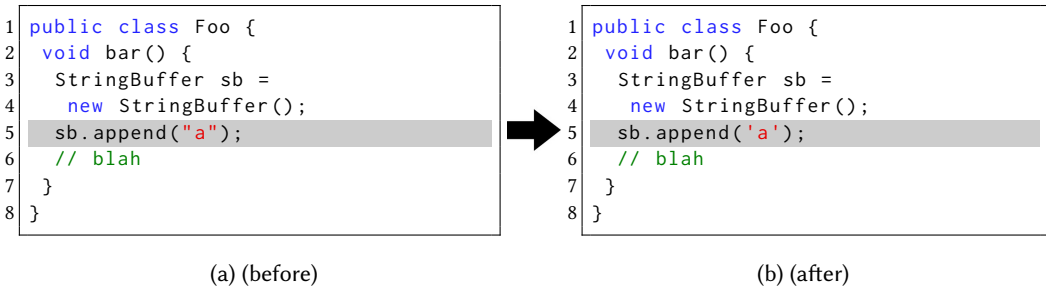 1 public class Foo {
2 void bar() {
3 StringBuffer sb =
4 new StringBuffer();
5 sb.append("a");
6 // blah
7 }
8 }
(a) (before)
1 public class Foo {
2 void bar() {
3 StringBuffer sb =
4 new StringBuffer();
5 sb.append('a');
6 // blah
7 }
8 }
(b) (after)